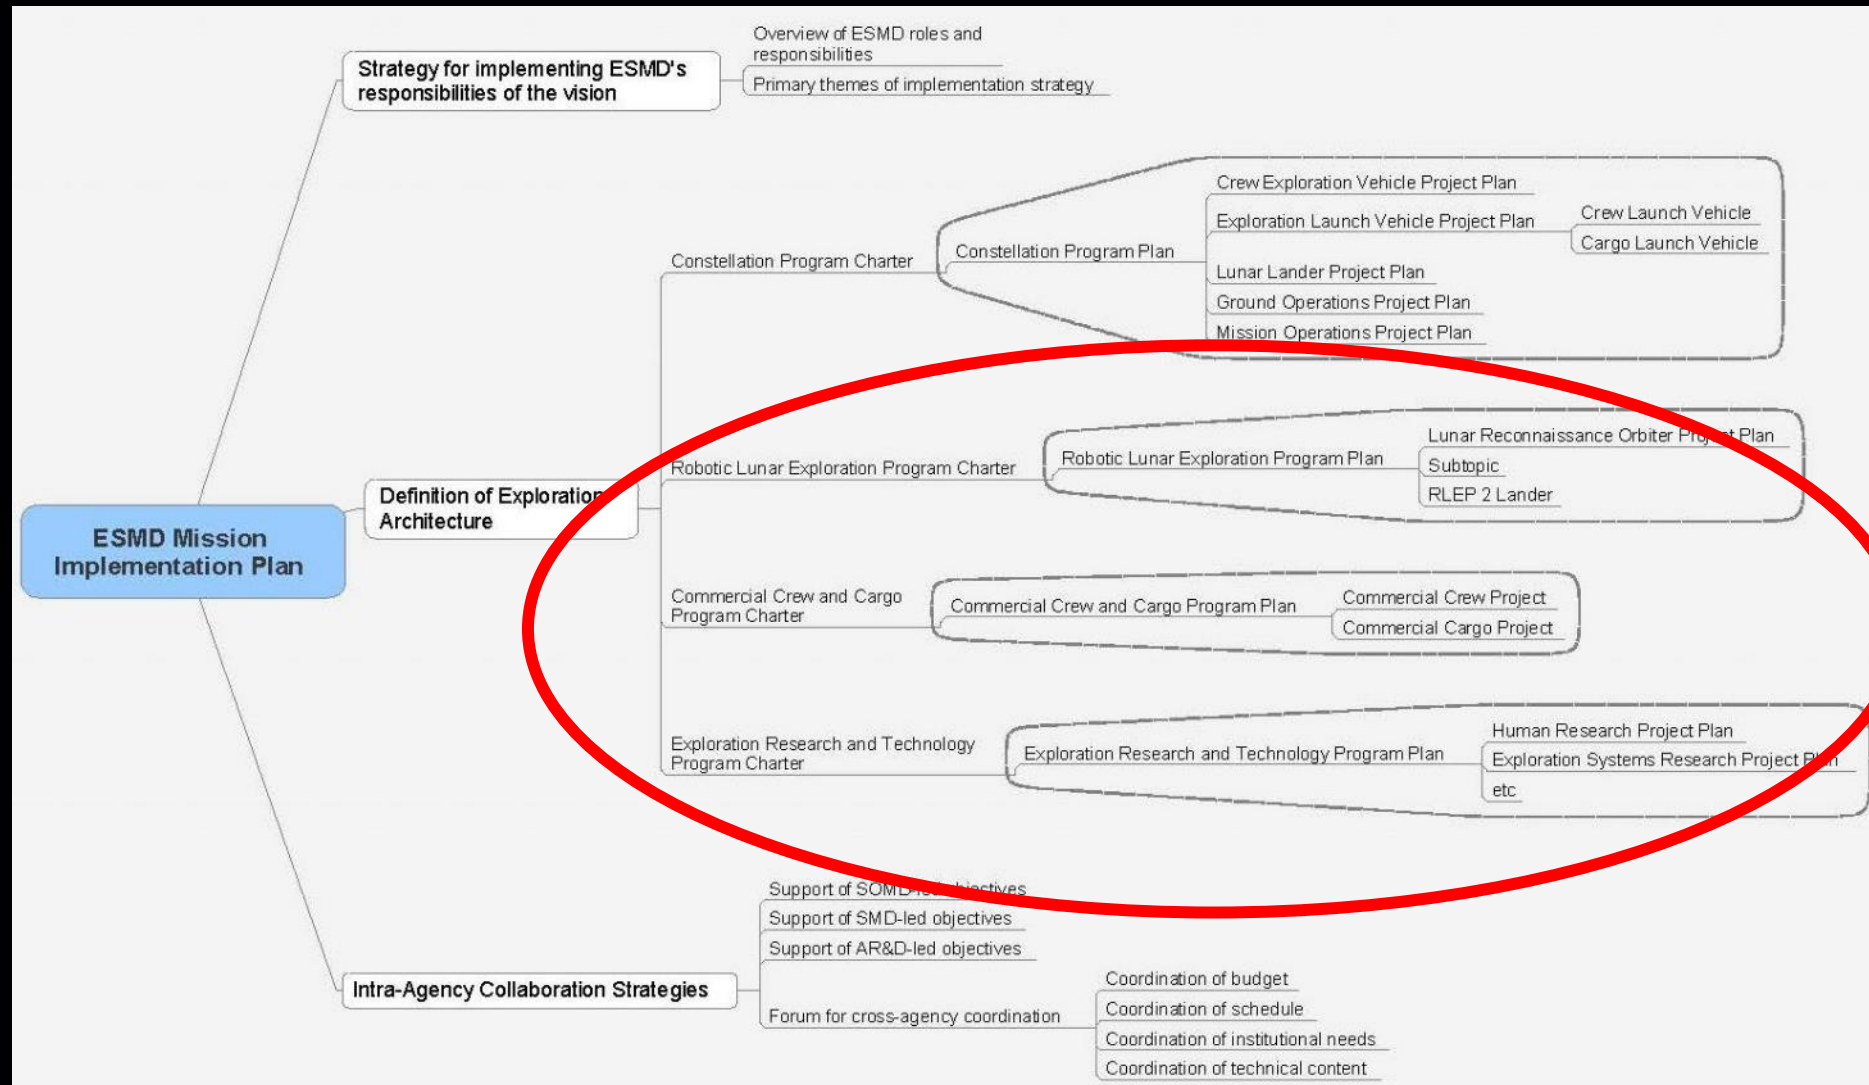 Overview of ESMD roles and
responsibilities
Strategy for implementing ESMD's
responsibilities of the vision
Primary themes of implementation strategy
Crew Exploration Vehicle Project Plan
Exploration Launch Vehicle Project Plan
Crew Launch Vehicle
Cargo Launch Vehicle
Constellation Program Charter
Constellation Program Plan
Lunar Lander Project Plan
Ground Operations Project Plan
Mission Operations Project Plan
Lunar Reconnaissance Orbiter Project Plan
Robotic Lunar Exploration Program Charter
Robotic Lunar Exploration Program Plan
Subtopic
RLEP 2 Lander
Definition of Exploration
Architecture
ESMD Mission
Implementation Plan
Commercial Crew and Cargo
Program Charter
Commercial Crew and Cargo Program Plan
Commercial Crew Project
Commercial Cargo Project
Exploration Research and Technology
Program Charter
Exploration Research and Technology Program Plan
Human Research Project Plan
Exploration Systems Research Project Plan
etc
Support of SOMD-led objectives
Support of SMD-led objectives
Support of AR&D-led objectives
Intra-Agency Collaboration Strategies
Forum for cross-agency coordination
Coordination of budget
Coordination of schedule
Coordination of institutional needs
Coordination of technical content